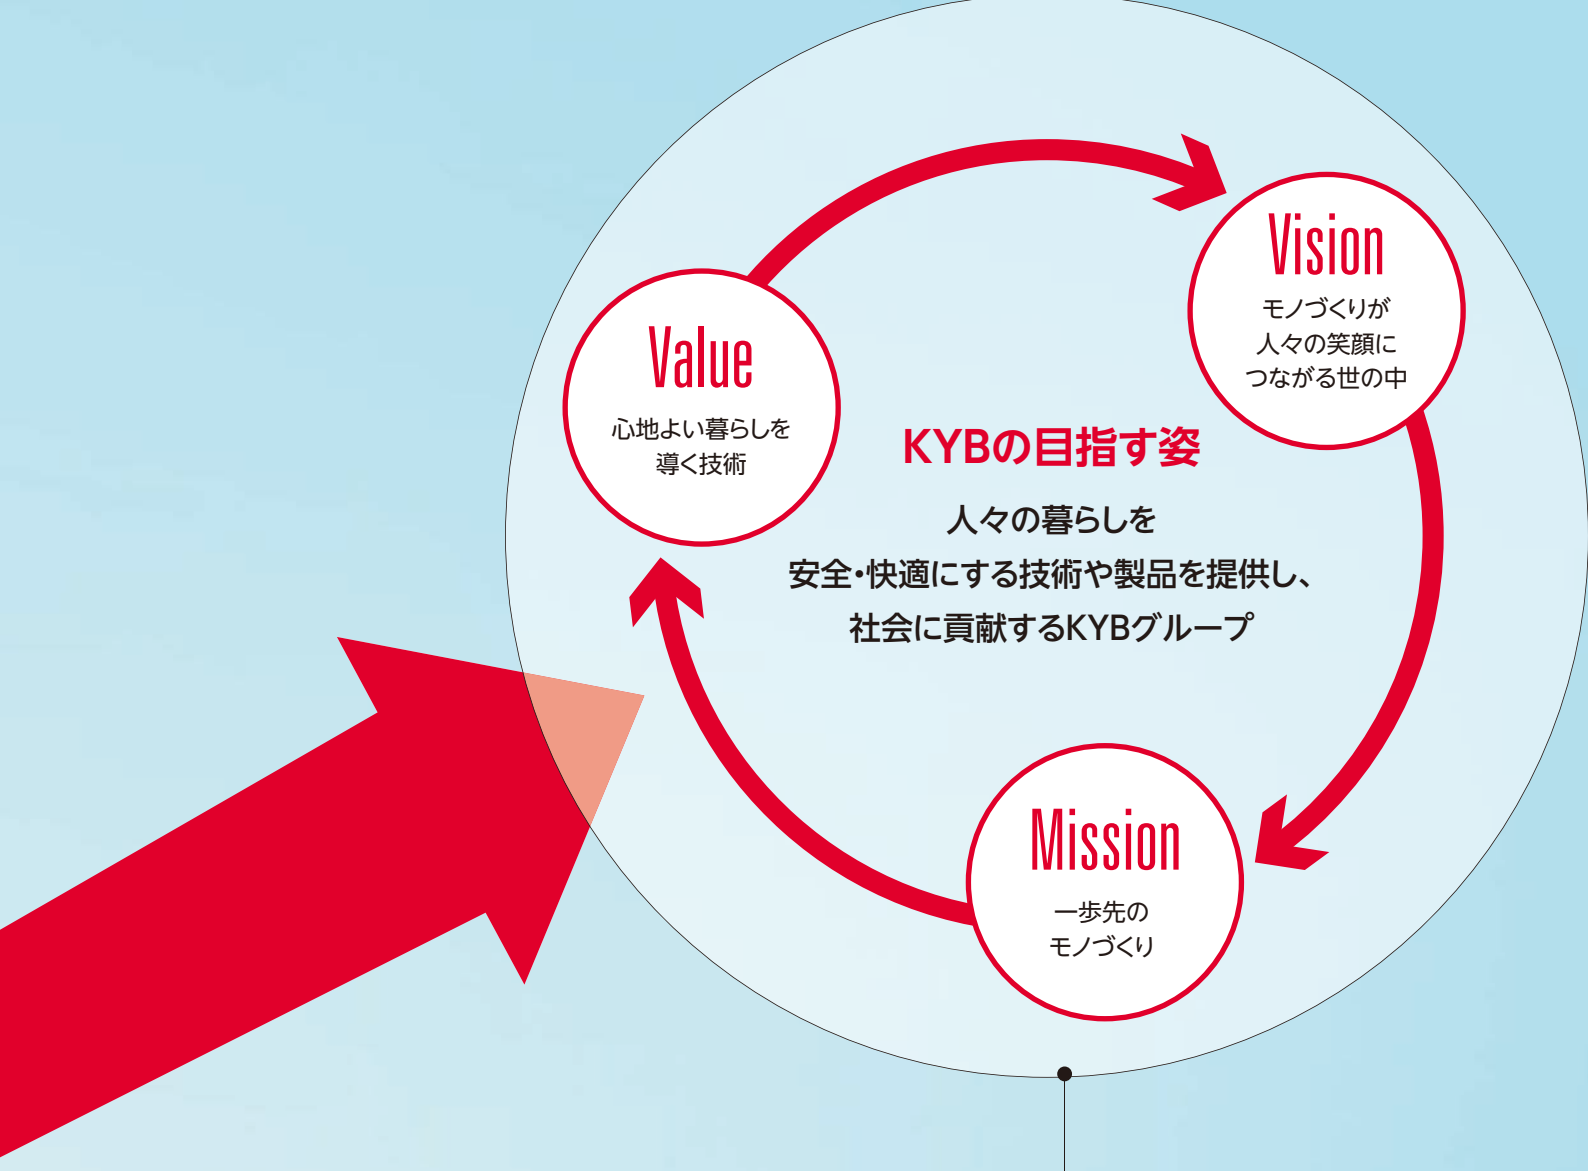 Vision
モノづくりが
人々の笑顔に
つながる世の中
Value
心地よい暮らしを
導く技術
KYBの目指す姿
人々の暮らしを
安全・快適にする技術や製品を提供し、
社会に貢献するKYBグループ
Mission
一歩先の
モノづくり